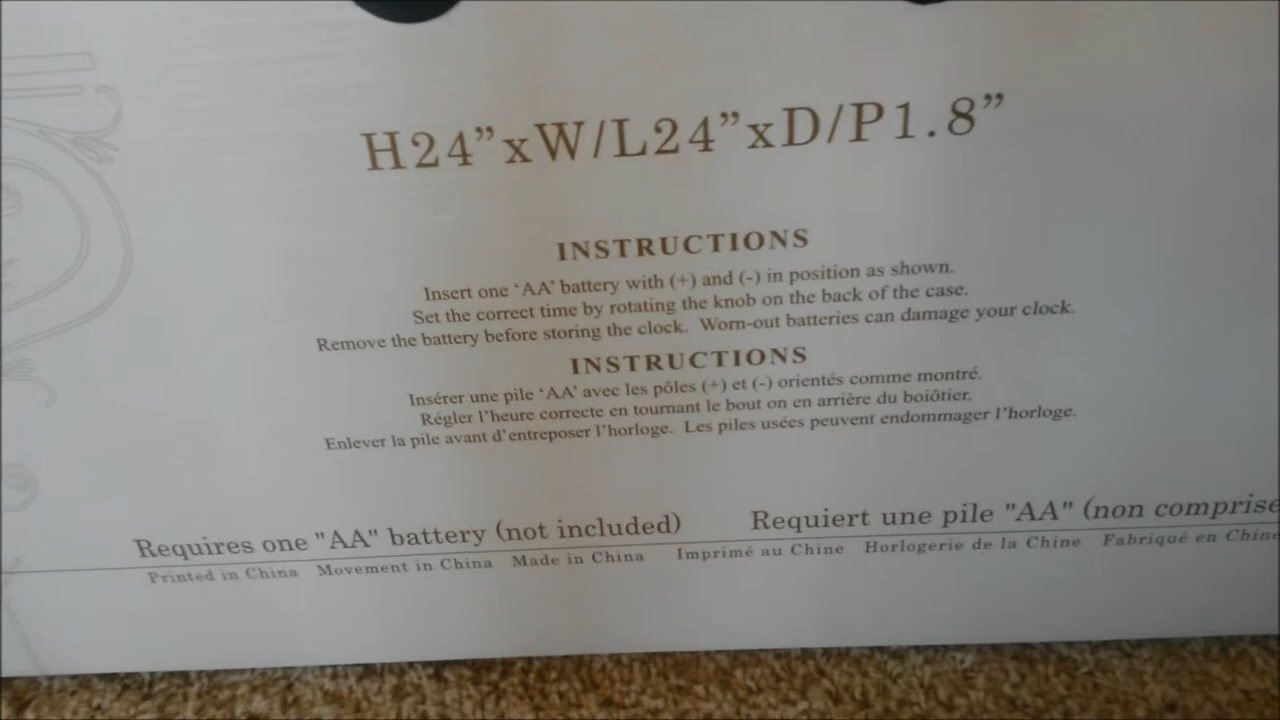 H24”xW/L24”xD/P1.8”
INSTRUCTIONS
Insert one ‘AA’ battery with (+) and (-) in position as shown.
Set the correct time by rotating the knob on the back of the case.
Remove the battery before storing the clock. Worn-out batteries can damage your clock.
INSTRUCTIONS
Insérer une pile ‘AA’ avec les pôles (+) et (-) orientés comme montré.
Régler l’heure correcte en tournant le bout on en arrière du boiõtier.
Enlever la pile avant d’entreposer l’horloge. Les piles usées peuvent endommager l’horloge.
Requires one "AA" battery (not included) Requiert une pile "AA" (non comprise
Printed in China Movement in China Made in China Imprimé au Chine Horlogerie de la Chine Fabriqué en Chine